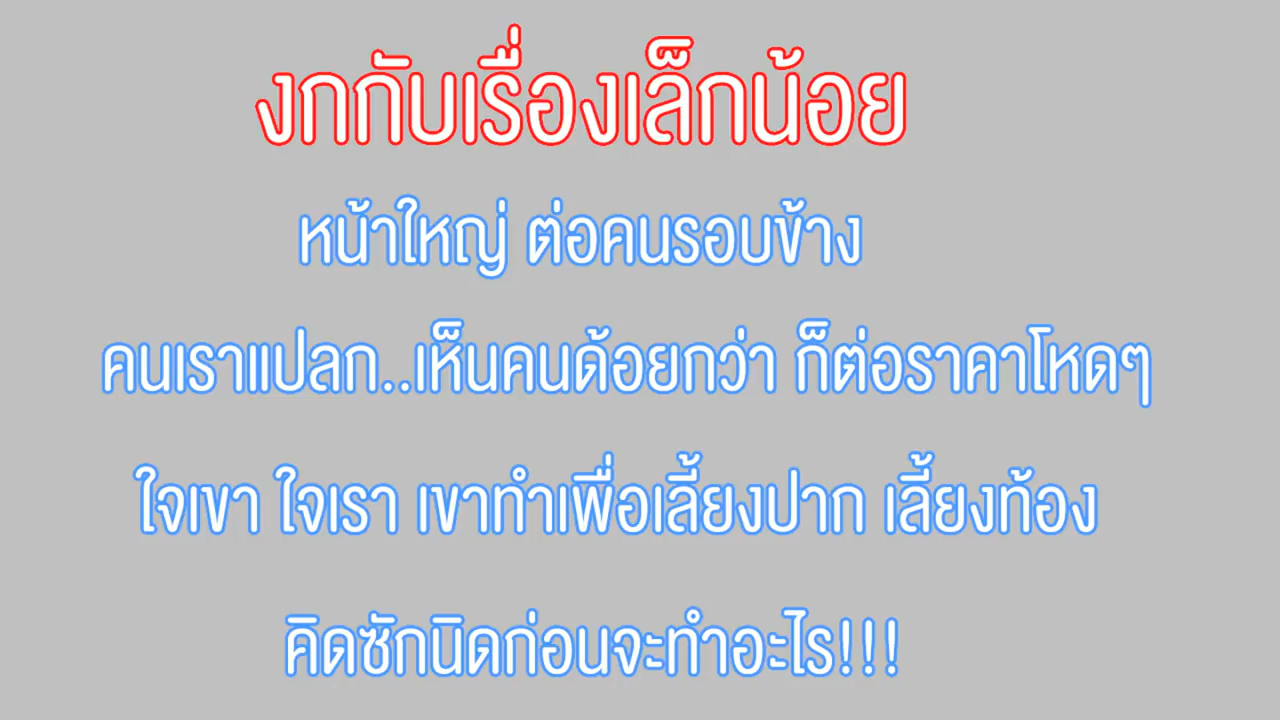 งกกับเรื่องเล็กน้อย
หน้าใหญ่ ต่อคนรอบข้าง
คนเราแปลก..เห็นคนด้อยกว่า ก็ต่อราคาโหดๆ
ใจเขา ใจเรา เขาทำเพื่อเลี้ยงปาก เลี้ยงท้อง
คิดซักนิดก่อนจะทำอะไร!!!